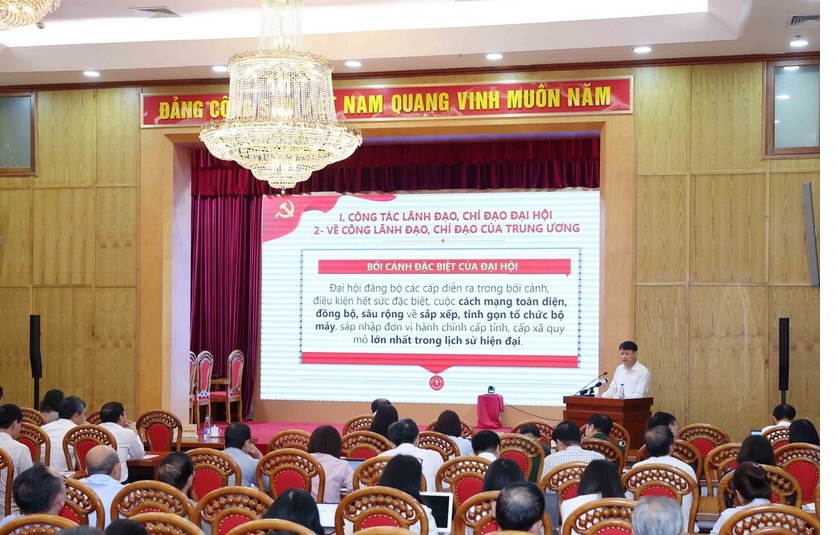 ĐẢNG CỘNG NAM QUANG VINH MUÔN NĂM
I. CÔNG TÁC LÃNH ĐẠO, CHỈ ĐẠO ĐẠI HỘI
2- VỀ CÔNG LÃNH ĐẠO, CHỈ ĐẠO CỦA TRUNG ƯƠNG
BỐI CẢNH ĐẶC BIỆT CỦA ĐẠI HỘI
Đại hội đảng bộ các cấp diễn ra trong bối cảnh,
điều kiện hết sức đặc biệt, cuộc cách mạng toàn diện,
đồng bộ, sâu rộng về sắp xếp, tinh gọn tổ chức bộ
máy, sáp nhập đơn vị hành chính cấp tỉnh, cấp xã quy
mô lớn nhất trong lịch sử hiện đại.